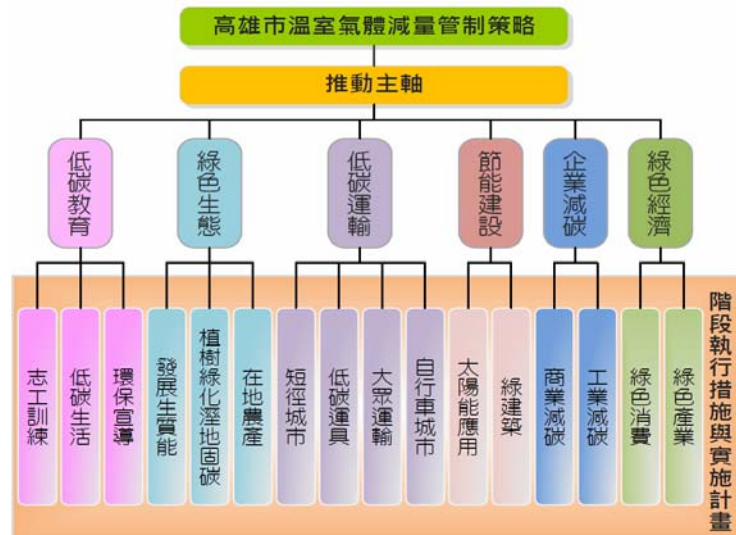 高雄市溫室氣體減量管制策略
推動主軸
低碳教育
綠色生態
低碳運輸
節能建設
企業減碳
綠色經濟
志工訓練
低碳生活
環保宣導
發展生質能
植樹綠化溼地固碳
在地農產
短徑城市
低碳運具
大眾運輸
自行車城市
太陽能應用
綠建築
商業減碳
工業減碳
綠色消費
綠色產業
階段執行措施與實施計畫